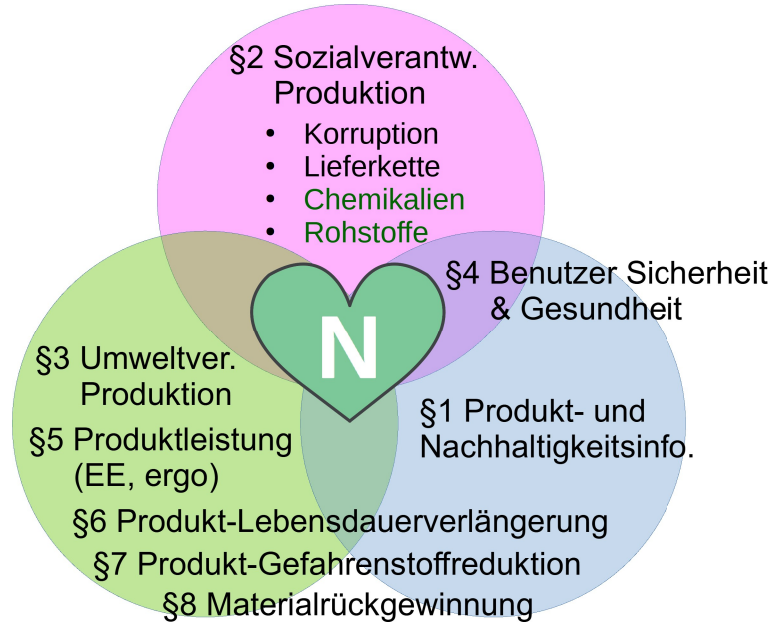 §2 Sozialverantw.
Produktion
• Korruption
• Lieferkette
• Chemikalien
• Rohstoffe
§4 Benutzer Sicherheit
& Gesundheit
N
§3 Umweltver.
Produktion
§1 Produkt- und
Nachhaltigkeitsinfo.
§5 Produktleistung
(EE, ergo)
§6 Produkt-Lebensdauerverlängerung
§7 Produkt-Gefahrenstoffreduktion
§8 Materialrückgewinnung